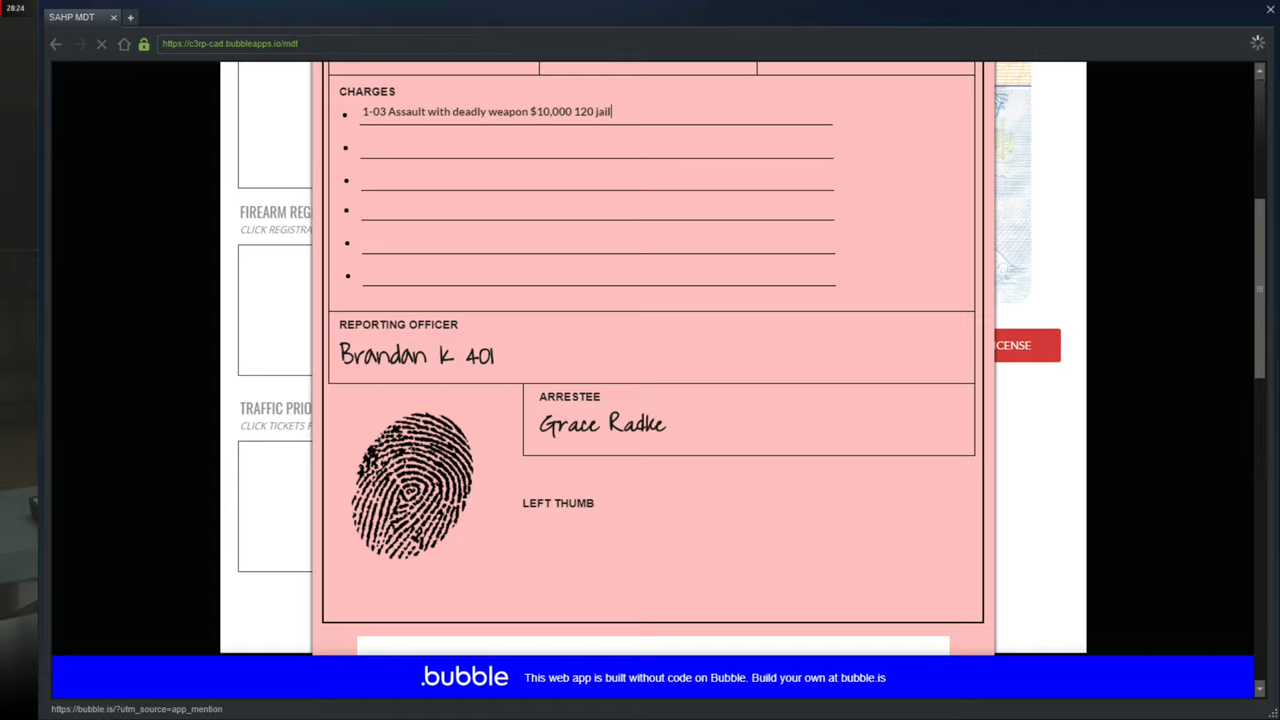 28:24
SAHP MDT
https://c3rp-cad.bubbleapps.io/mdt
CHARGES
1-03 Assault with deadly weapon $10,000 120 jail
FIREARM REG
CLICK REGISTRA
REPORTING OFFICER
Brandan K 401
CENSE
ARRESTEE
Grace Radke
TRAFFIC PRIO
CLICK TICKETS F
LEFT THUMB
.bubble This web app is built without code on Bubble. Build your own at bubble.is
https://bubble.is/?utm_source=app_mention